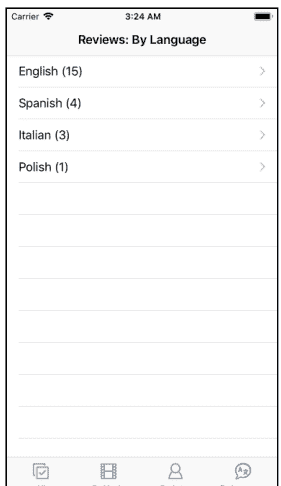 Carrier 3:24 AM
Reviews: By Language
English (15)
Spanish (4)
Italian (3)
Polish (1)